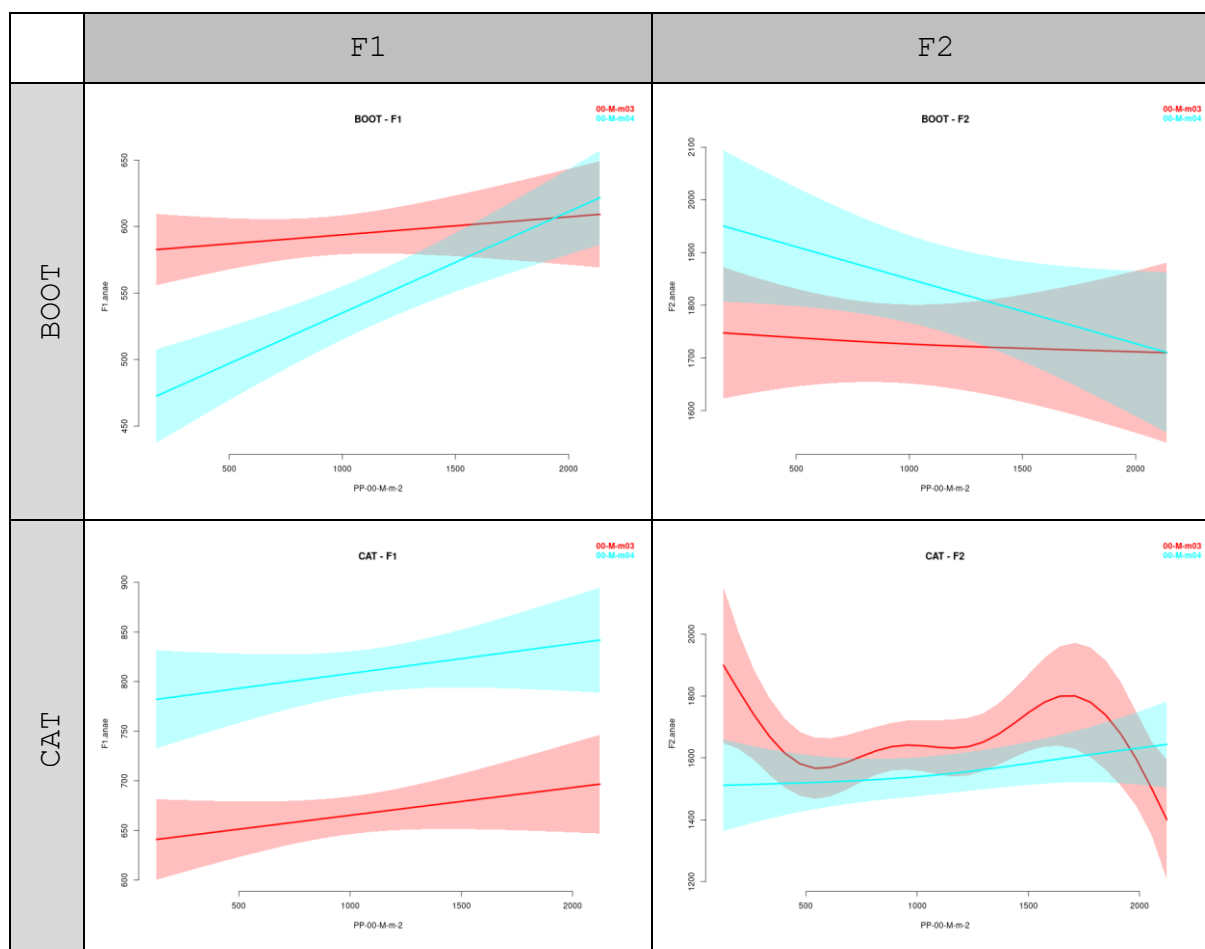 F1
F2
BOOT
BOOT - F1
00-M-m03
00-M-m04
F1.anae
650
600
550
500
450
500
1000
1500
2000
PP-00-M-m-2
BOOT - F2
00-M-m03
00-M-m04
F2.anae
2100
2000
1900
1800
1700
1600
500
1000
1500
2000
PP-00-M-m-2
CAT
CAT - F1
00-M-m03
00-M-m04
F1.anae
900
850
800
750
700
650
600
500
1000
1500
2000
PP-00-M-m-2
CAT - F2
00-M-m03
00-M-m04
F2.anae
2000
1800
1600
1400
1200
500
1000
1500
2000
PP-00-M-m-2